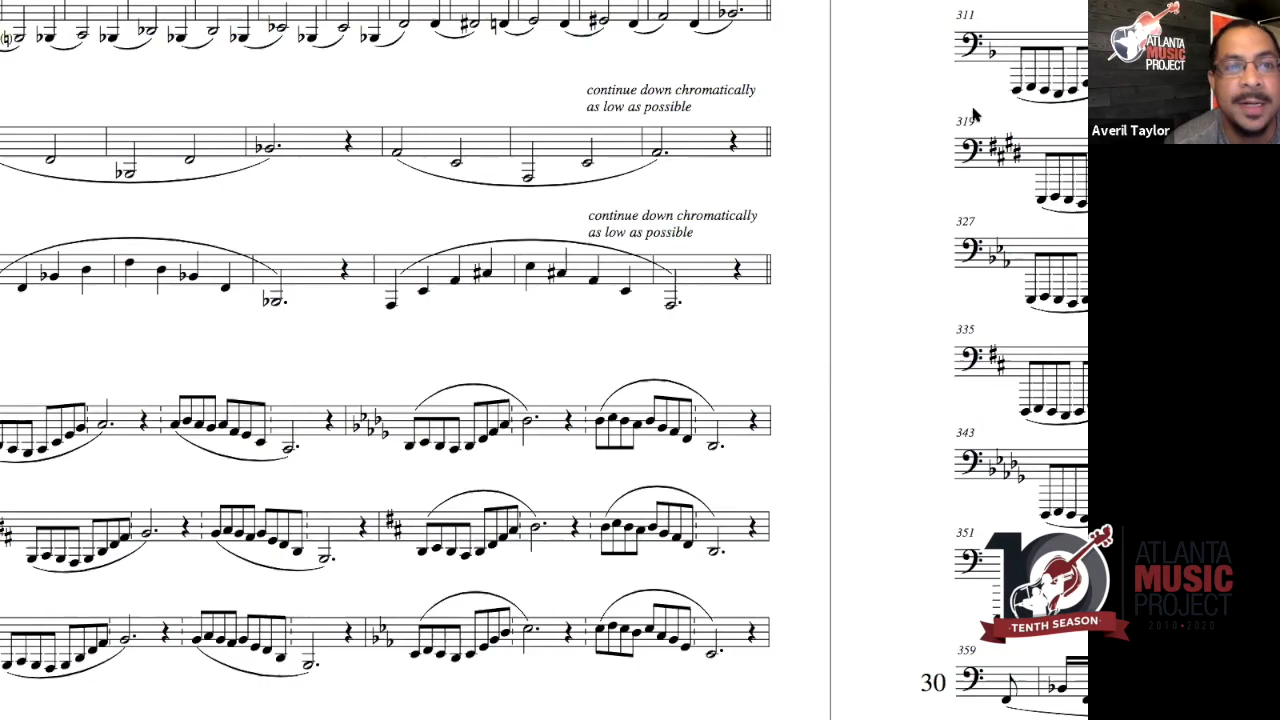 continue down chromatically
as low as possible
continue down chromatically
as low as possible
311
319
327
335
343
351
359
30
ATLANTA
MUSIC
PROJECT
Averil Taylor
10
TENTH SEASON
ATLANTA
MUSIC
PROJECT
2010•2020